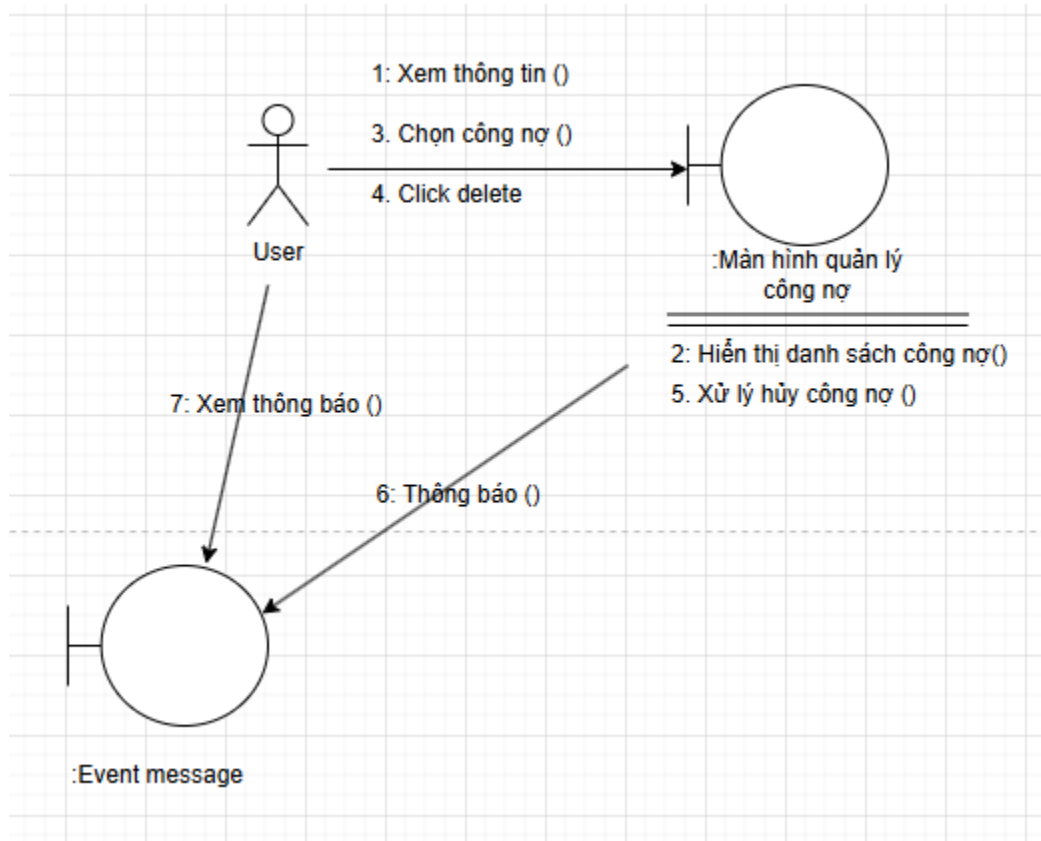 1: Xem thông tin ()
3. Chọn công nợ ()
4. Click delete
User
:Màn hình quản lý
công nợ
2: Hiển thị danh sách công nợ()
5. Xử lý hủy công nợ ()
7: Xem thông báo ()
6: Thông báo ()
:Event message